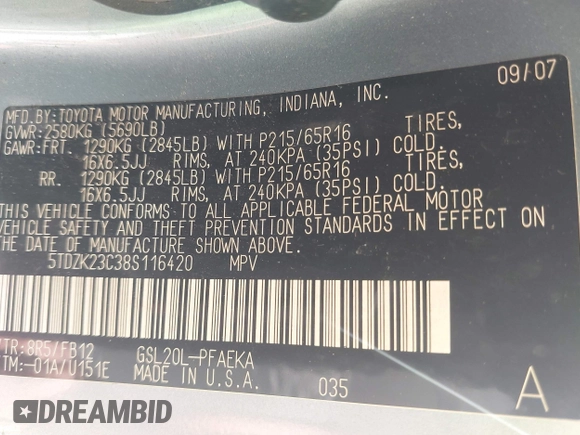 09/07
MFD.BY:TOYOTA MOTOR MANUFACTURING, INDIANA, INC.
GVWR:2580KG (5690LB)
GAWR:FRT. 1290KG (2845LB) WITH P215/65R16 TIRES,
16X6.5JJ RIMS, AT 240KPA (35PSI) COLD.
RR. 1290KG (2845LB) WITH P215/65R16 TIRES,
16X6.5JJ RIMS, AT 240KPA (35PSI) COLD.
THIS VEHICLE CONFORMS TO ALL APPLICABLE FEDERAL MOTOR
VEHICLE SAFETY AND THEFT PREVENTION STANDARDS IN EFFECT ON
THE DATE OF MANUFACTURE SHOWN ABOVE.
5TDZK23C38S116420 MPV
/TR:8R5/FB12 GSL20L-PFAEKA
TM:-01A/U151E MADE IN U.S.A. 035 A
DREAMBID